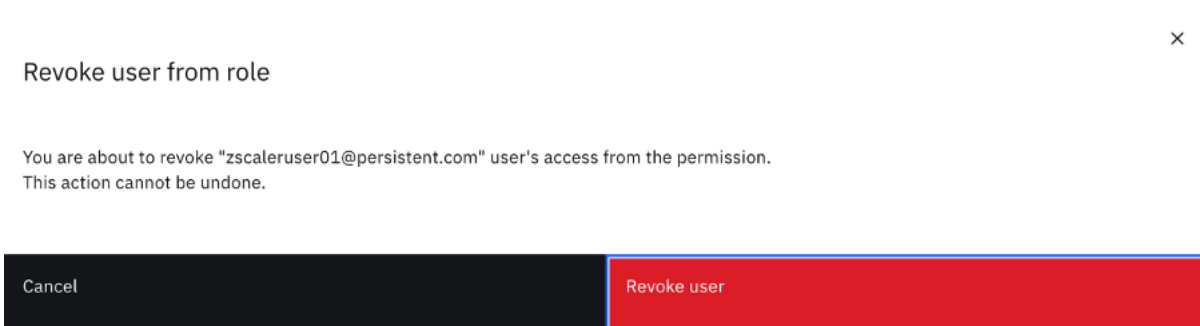 Revoke user from role
You are about to revoke "zscaleruser01@persistent.com" user's access from the permission.
This action cannot be undone.
Cancel
Revoke user